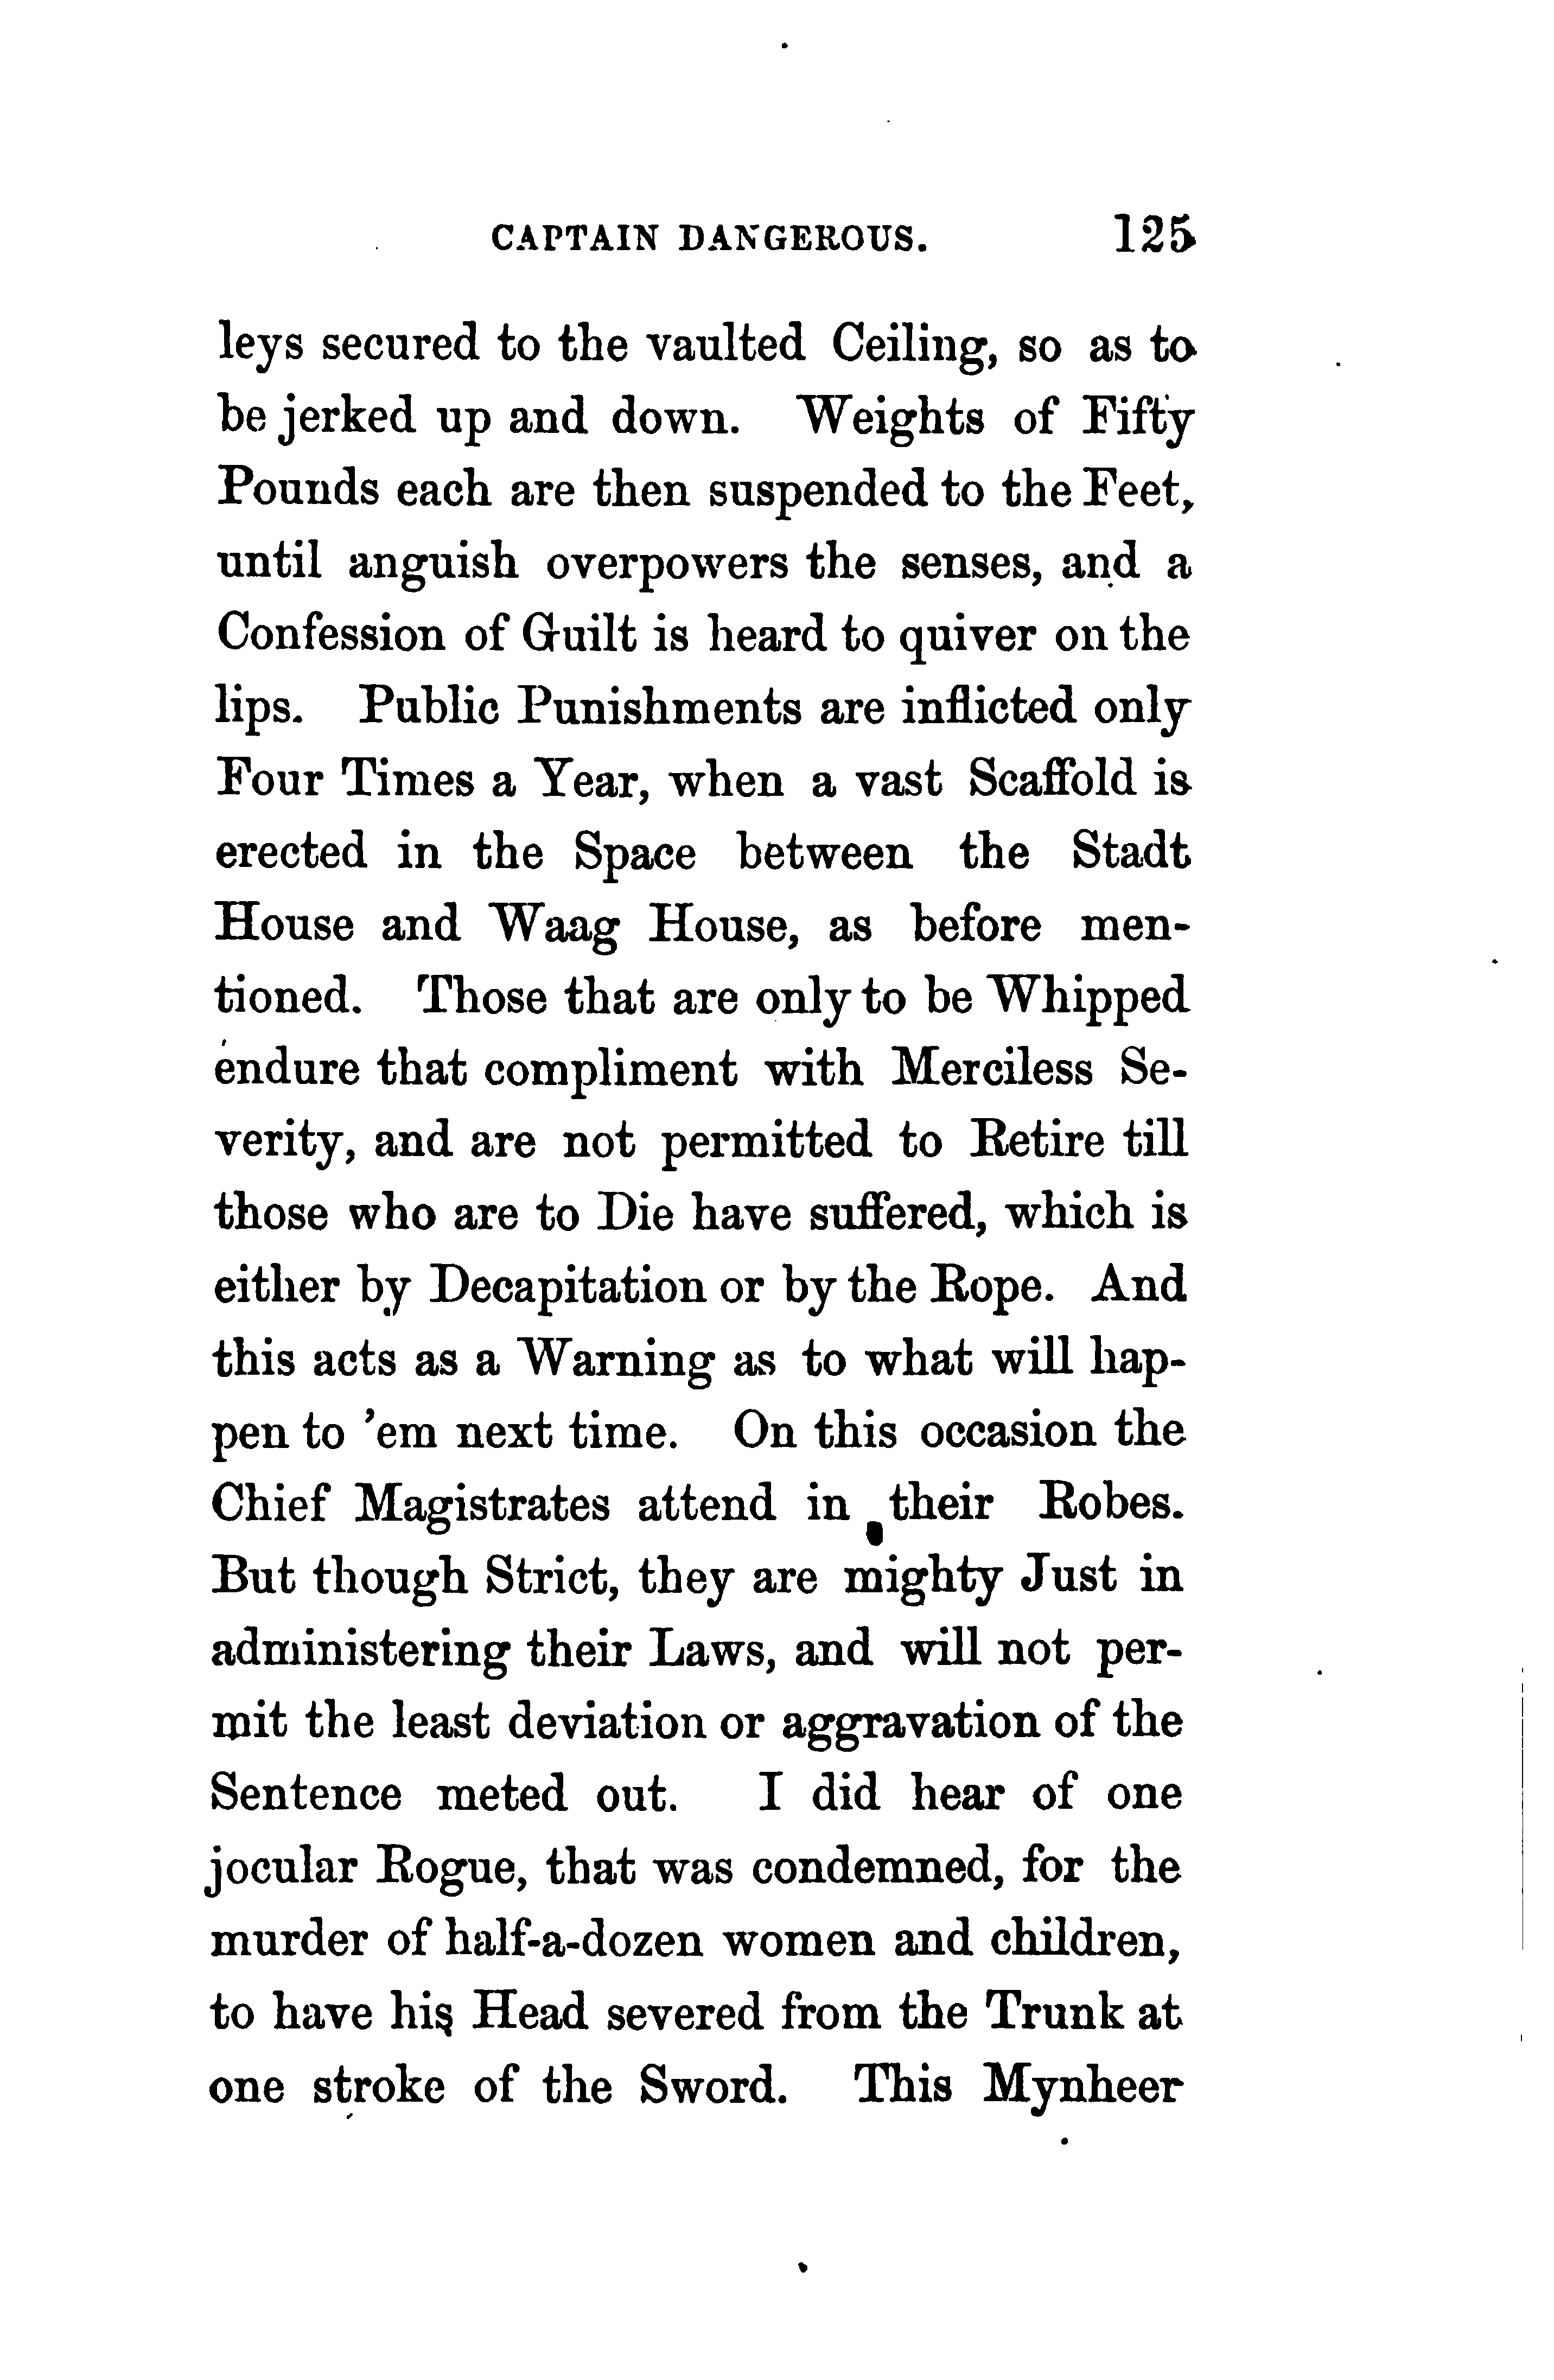 CAPTAIN DANGEROUS. 125
leys secured to the vaulted Ceiling, so as to
be jerked up and down. Weights of Fifty
Pounds each are then suspended to the Feet,
until anguish overpowers the senses, and a
Confession of Guilt is heard to quiver on the
lips. Public Punishments are inflicted only
Four Times a Year, when a vast Scaffold is
erected in the Space between the Stadt
House and Waag House, as before men-
tioned. Those that are only to be Whipped
endure that compliment with Merciless Se-
verity, and are not permitted to Retire till
those who are to Die have suffered, which is
either by Decapitation or by the Rope. And
this acts as a Warning as to what will hap-
pen to ’em next time. On this occasion the
Chief Magistrates attend in their Robes.
But though Strict, they are mighty Just in
administering their Laws, and will not per-
mit the least deviation or aggravation of the
Sentence meted out. I did hear of one
jocular Rogue, that was condemned, for the
murder of half-a-dozen women and children,
to have his Head severed from the Trunk at
one stroke of the Sword. This Mynheer